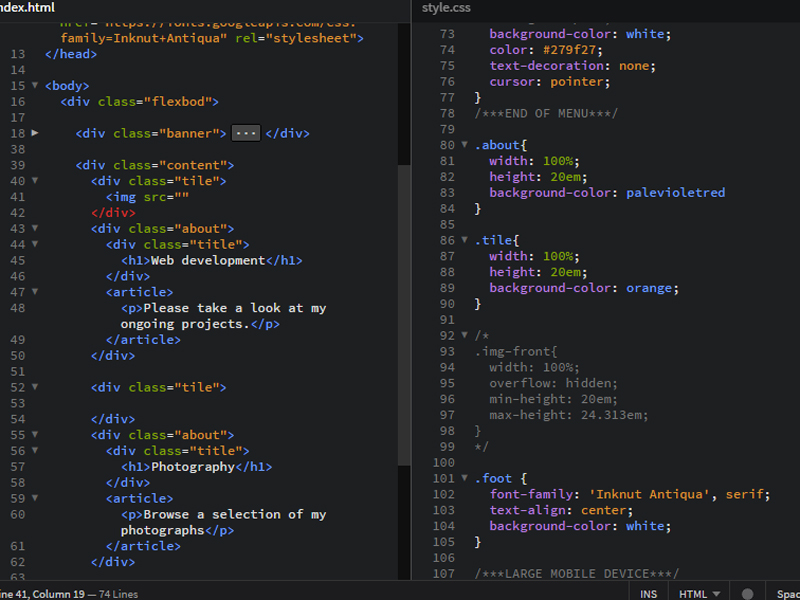 index.html
href="https://fonts.googleapis.com/css?
family=Inknut+Antiqua" rel="stylesheet">
13 </head>
14
15 <body>
16 <div class="flexbod">
17
18 <div class="banner"> ... </div>
38
39 <div class="content">
40 <div class="tile">
41 <img src=""
42 </div>
43 <div class="about">
44 <div class="title">
45 <h1>Web development</h1>
46 </div>
47 <article>
48 <p>Please take a look at my
ongoing projects.</p>
49 </article>
50 </div>
51
52 <div class="tile">
53
54 </div>
55 <div class="about">
56 <div class="title">
57 <h1>Photography</h1>
58 </div>
59 <article>
60 <p>Browse a selection of my
photographs</p>
61 </article>
62 </div>
63
style.css
73 background-color: white;
74 color: #279f27;
75 text-decoration: none;
76 cursor: pointer;
77 }
78 /***END OF MENU***/
79
80 .about{
81 width: 100%;
82 height: 20em;
83 background-color: palevioletred
84 }
85
86 .tile{
87 width: 100%;
88 height: 20em;
89 background-color: orange;
90 }
91
92 /*
93 .img-front{
94 width: 100%;
95 overflow: hidden;
96 min-height: 20em;
97 max-height: 24.313em;
98 }
99 */
100
101 .foot {
102 font-family: 'Inknut Antiqua', serif;
103 text-align: center;
104 background-color: white;
105 }
106
107 /***LARGE MOBILE DEVICE***/
ine 41, Column 19 — 74 Lines
INS
HTML
Spac